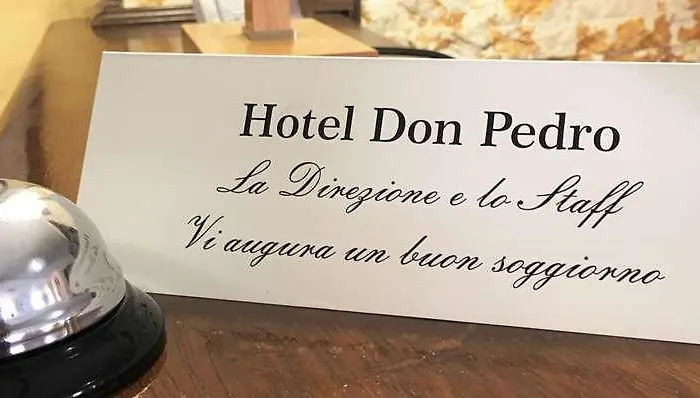 Hotel Don Pedro
La Direzione e lo Staff
Vi augura un buon soggiorno